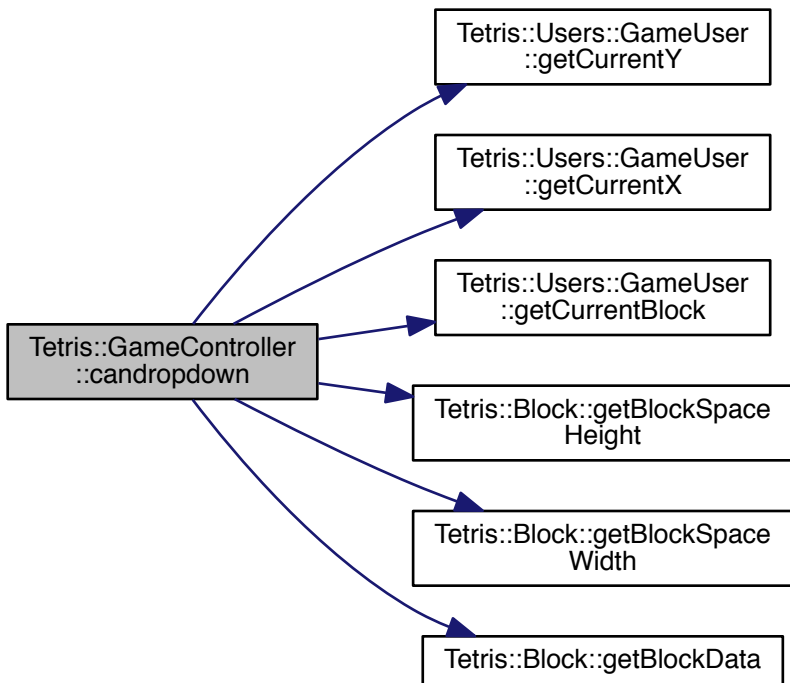 Tetris::Users::GameUser
::getCurrentY
Tetris::Users::GameUser
::getCurrentX
Tetris::Users::GameUser
::getCurrentBlock
Tetris::GameController
::candropdown
Tetris::Block::getBlockSpace
Height
Tetris::Block::getBlockSpace
Width
Tetris::Block::getBlockData